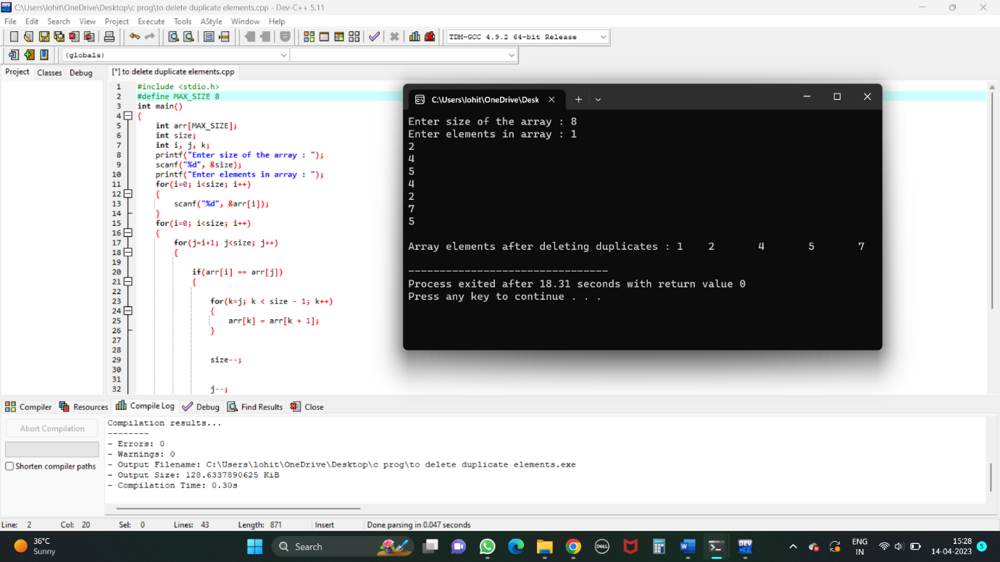 C:\Users\lohit\OneDrive\Desktop\c prog\to delete duplicate elements.cpp - Dev-C++ 5.11
File Edit Search View Project Execute Tools AStyle Window Help
TDM-GCC 4.9.2 64-bit Release
(globals)
Project Classes Debug
[*] to delete duplicate elements.cpp
1 #include <stdio.h>
2 #define MAX_SIZE 8
3 int main()
4 {
5 int arr[MAX_SIZE];
6 int size;
7 int i, j, k;
8 printf("Enter size of the array : ");
9 scanf("%d", &size);
10 printf("Enter elements in array : ");
11 for(i=0; i<size; i++)
12 {
13 scanf("%d", &arr[i]);
14 }
15 for(i=0; i<size; i++)
16 {
17 for(j=i+1; j<size; j++)
18 {
19
20 if(arr[i] == arr[j])
21 {
22
23 for(k=j; k < size - 1; k++)
24 {
25 arr[k] = arr[k + 1];
26 }
27
28
29 size--;
30
31
32 j--;
C:\Users\lohit\OneDrive\Desk
Enter size of the array : 8
Enter elements in array : 1
2
4
5
4
2
7
5
Array elements after deleting duplicates : 1 2 4 5 7
--------------------------------
Process exited after 18.31 seconds with return value 0
Press any key to continue . . .
Compiler Resources Compile Log Debug Find Results Close
Abort Compilation
Shorten compiler paths
Compilation results...
--------
- Errors: 0
- Warnings: 0
- Output Filename: C:\Users\lohit\OneDrive\Desktop\c prog\to delete duplicate elements.exe
- Output Size: 128.6337890625 KiB
- Compilation Time: 0.30s
Line: 2 Col: 20 Sel: 0 Lines: 43 Length: 871 Insert Done parsing in 0.047 seconds
36°C
Sunny
Search
DELL
W
DEV
C++
ENG
IN
15:28
14-04-2023
5